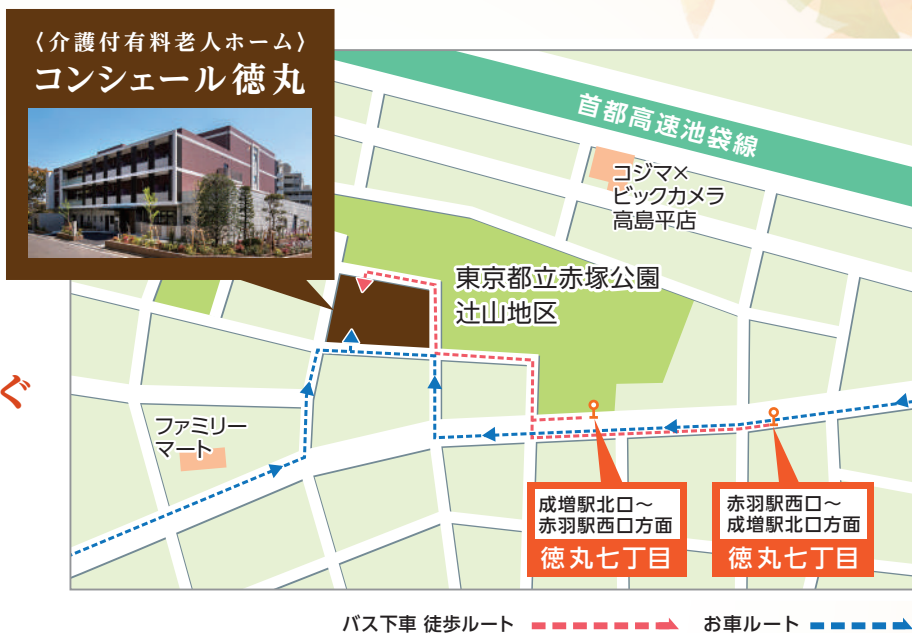 〈介護付有料老人ホーム〉
コンシェール徳丸
首都高速池袋線
コジマ×
ビックカメラ
高島平店
東京都立赤塚公園
辻山地区
ぐ
ファミリー
マート
成増駅北口～
赤羽駅西口方面
徳丸七丁目
赤羽駅西口～
成増駅北口方面
徳丸七丁目
バス下車 徒歩ルート
お車ルート